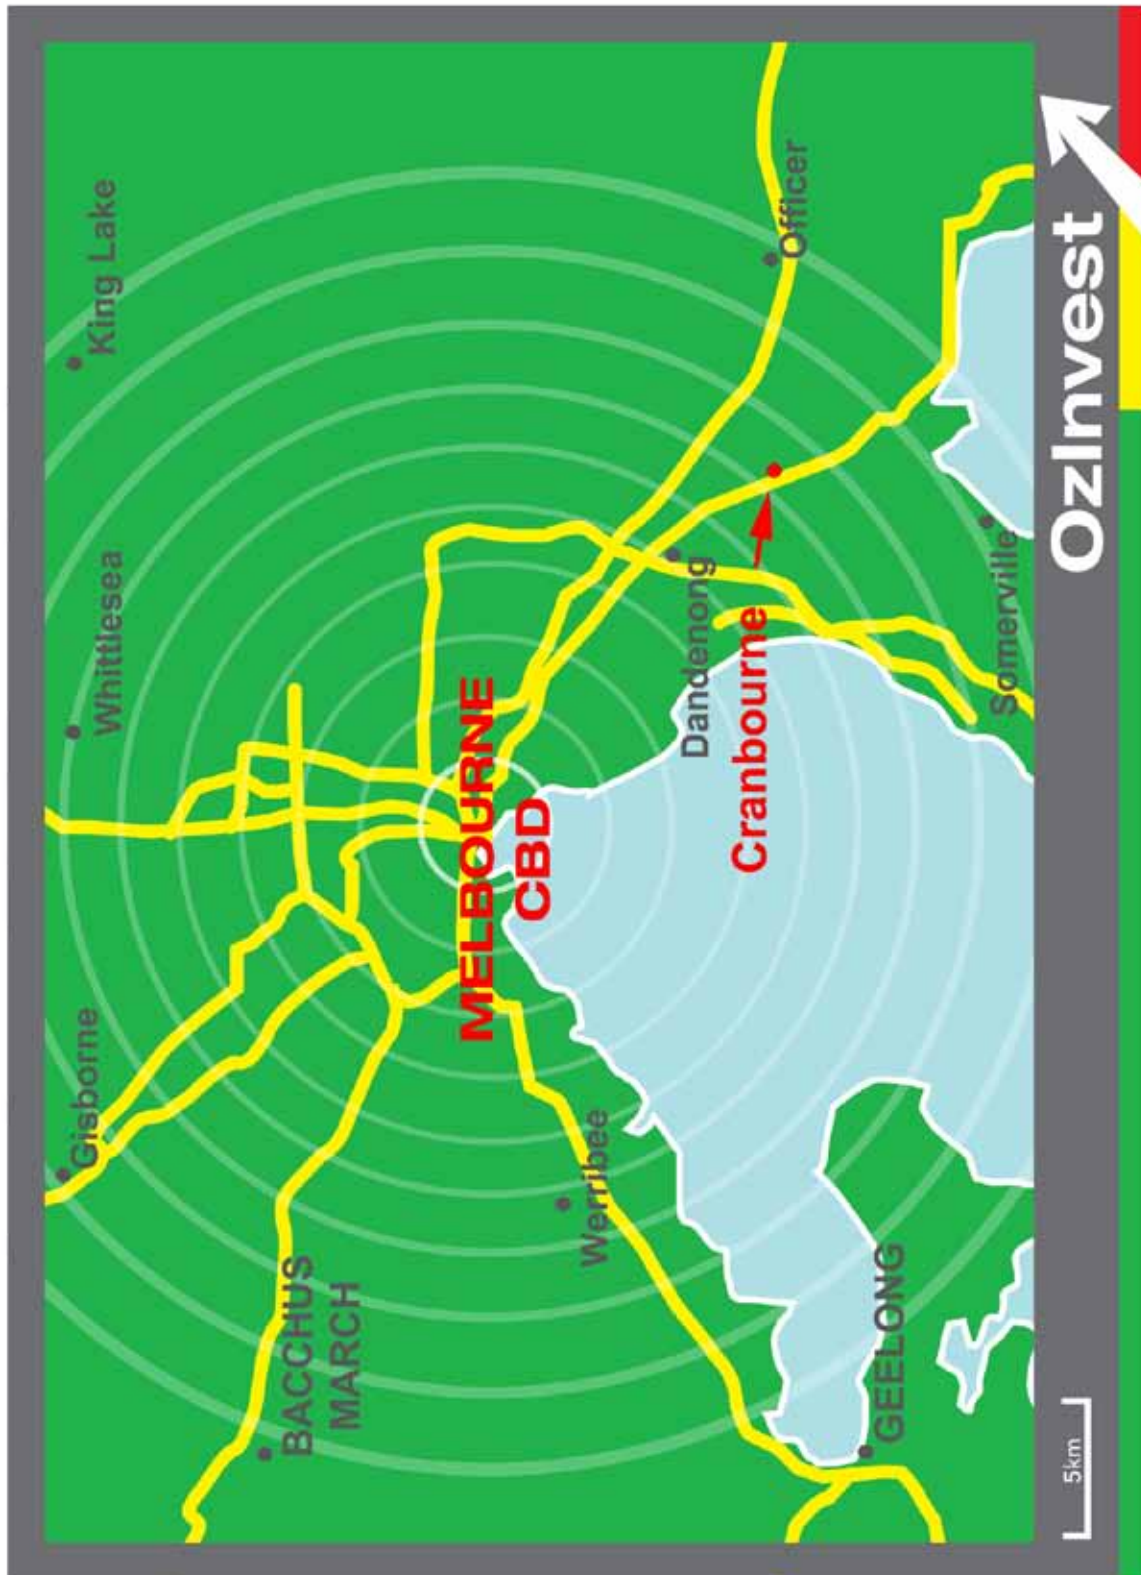 King Lake
Whittlesea
Gisborne
BACCHUS
MARCH
MELBOURNE
CBD
Werribee
Officer
Dandenong
Cranbourne
GEELONG
Somerville
5km
OzInvest